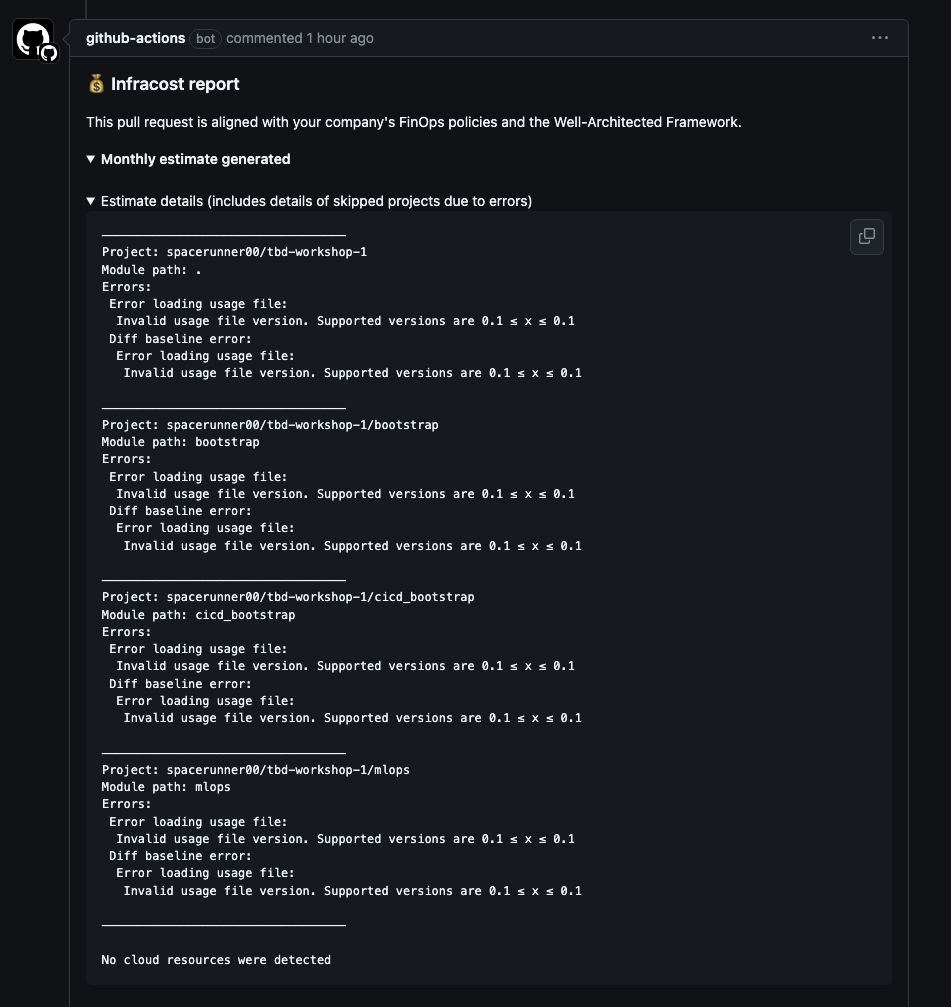 github-actions bot commented 1 hour ago
💰 Infracost report
This pull request is aligned with your company's FinOps policies and the Well-Architected Framework.
▼ Monthly estimate generated
▼ Estimate details (includes details of skipped projects due to errors)
──────────────────────────────────
Project: spacerunner00/tbd-workshop-1
Module path: .
Errors:
 Error loading usage file:
  Invalid usage file version. Supported versions are 0.1 ≤ x ≤ 0.1
 Diff baseline error:
  Error loading usage file:
   Invalid usage file version. Supported versions are 0.1 ≤ x ≤ 0.1
──────────────────────────────────
Project: spacerunner00/tbd-workshop-1/bootstrap
Module path: bootstrap
Errors:
 Error loading usage file:
  Invalid usage file version. Supported versions are 0.1 ≤ x ≤ 0.1
 Diff baseline error:
  Error loading usage file:
   Invalid usage file version. Supported versions are 0.1 ≤ x ≤ 0.1
──────────────────────────────────
Project: spacerunner00/tbd-workshop-1/cicd_bootstrap
Module path: cicd_bootstrap
Errors:
 Error loading usage file:
  Invalid usage file version. Supported versions are 0.1 ≤ x ≤ 0.1
 Diff baseline error:
  Error loading usage file:
   Invalid usage file version. Supported versions are 0.1 ≤ x ≤ 0.1
──────────────────────────────────
Project: spacerunner00/tbd-workshop-1/mlops
Module path: mlops
Errors:
 Error loading usage file:
  Invalid usage file version. Supported versions are 0.1 ≤ x ≤ 0.1
 Diff baseline error:
  Error loading usage file:
   Invalid usage file version. Supported versions are 0.1 ≤ x ≤ 0.1
──────────────────────────────────
No cloud resources were detected